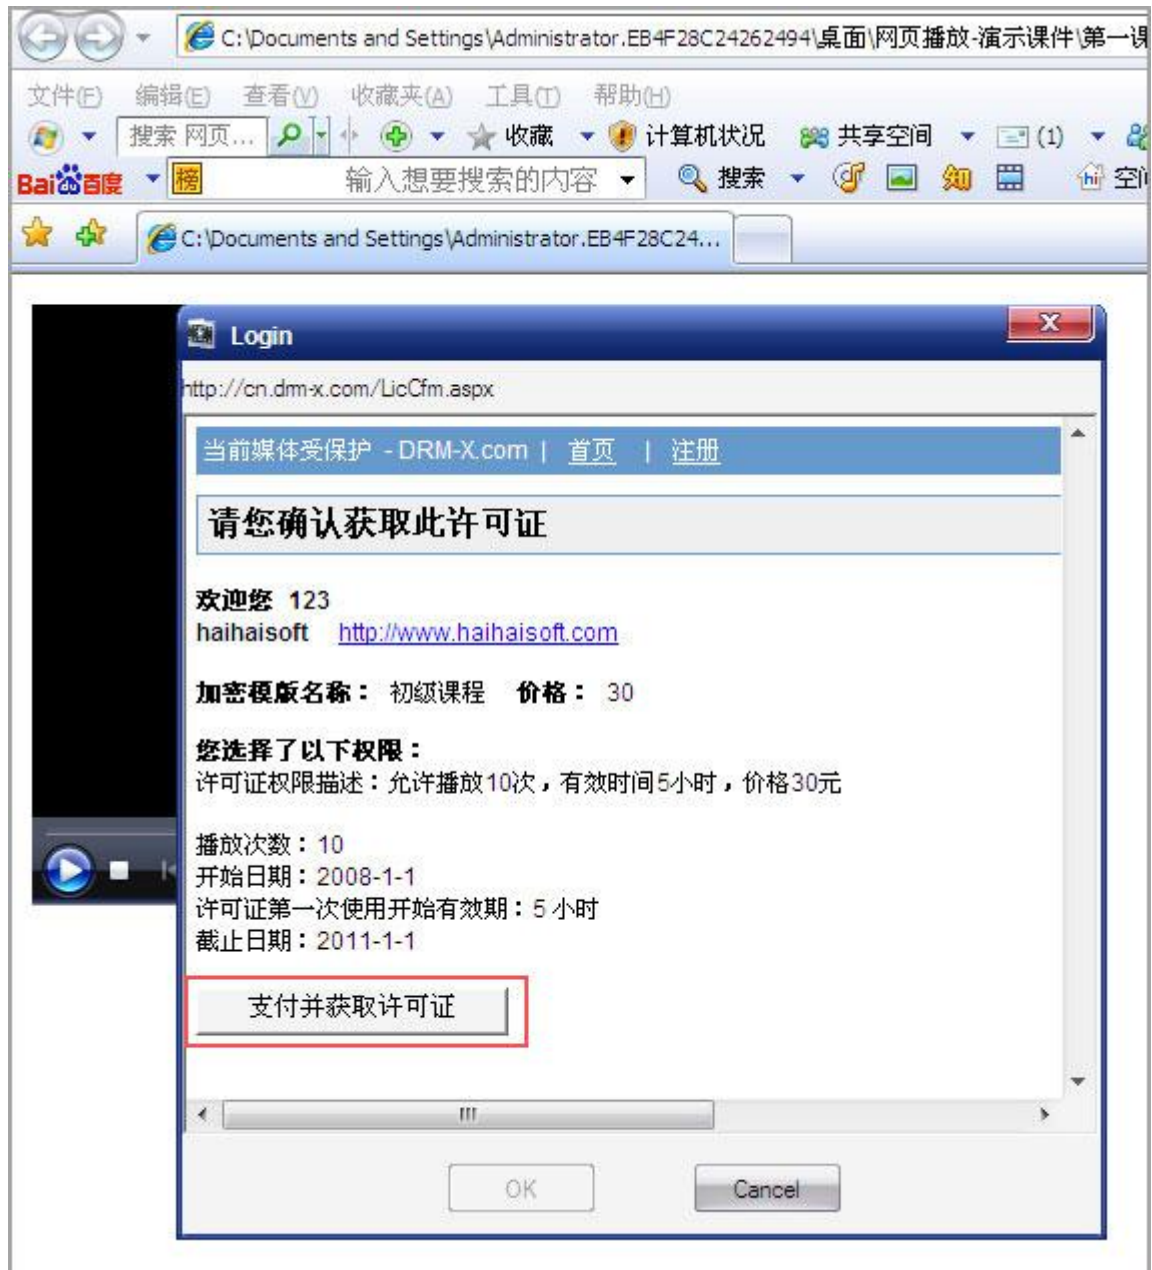 C:\Documents and Settings\Administrator.EB4F28C24262494\桌面\网页播放-演示课件\第一课
文件(F) 编辑(E) 查看(V) 收藏夹(A) 工具(T) 帮助(H)
搜索 网页... 收藏 计算机状况 共享空间 (1)
Bai百度 榜 输入想要搜索的内容 搜索 知 hi 空间
C:\Documents and Settings\Administrator.EB4F28C24...
Login
http://cn.drm-x.com/LicCfm.aspx
当前媒体受保护 - DRM-X.com | 首页 | 注册
请您确认获取此许可证
欢迎您 123
haihaisoft http://www.haihaisoft.com
加密模版名称： 初级课程 价格： 30
您选择了以下权限：
许可证权限描述：允许播放10次，有效时间5小时，价格30元
播放次数：10
开始日期：2008-1-1
许可证第一次使用开始有效期：5 小时
截止日期：2011-1-1
支付并获取许可证
OK Cancel